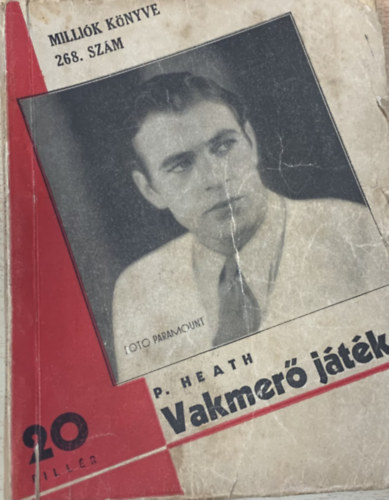 MILLIÓK KÖNYVE
268. SZÁM
FOTO PARAMOUNT
P. HEATH
Vakmerő játék
20
FILLÉR